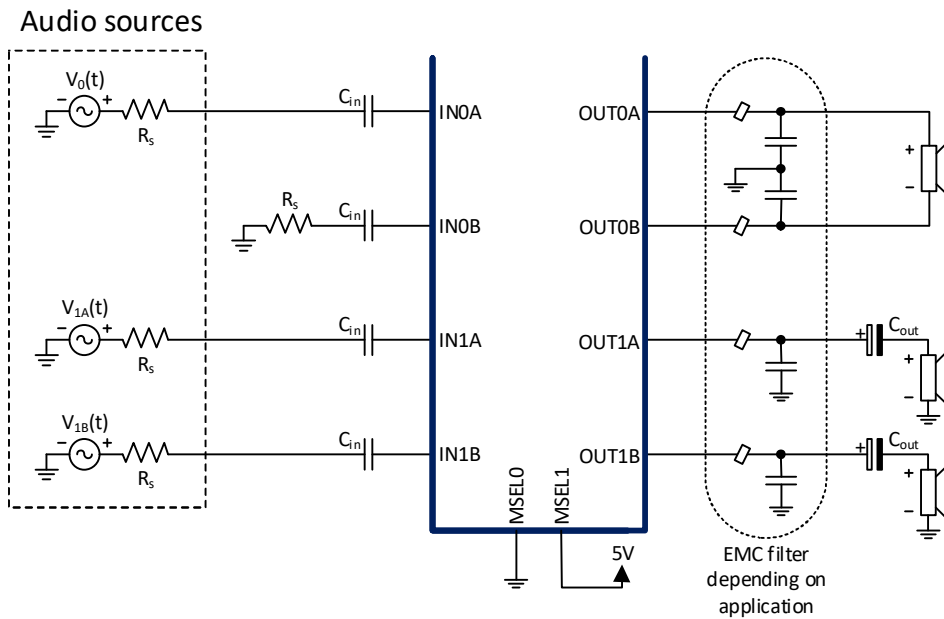 Audio sources
V0(t)
- +
Rs
Cin
IN0A
OUT0A
+
-
Rs
Cin
IN0B
OUT0B
V1A(t)
- +
Rs
Cin
IN1A
OUT1A
+
Cout
+
-
V1B(t)
- +
Rs
Cin
IN1B
OUT1B
+
Cout
+
-
MSEL0
MSEL1
5V
EMC filter
depending on
application